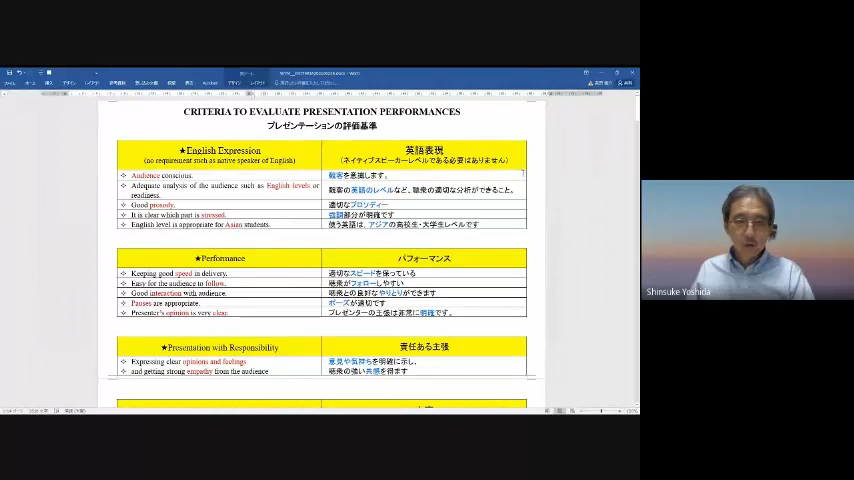 CRITERIA TO EVALUATE PRESENTATION PERFORMANCES
プレゼンテーションの評価基準
★English Expression
(no requirement such as native speaker of English)
英語表現
(ネイティブスピーカーレベルである必要はありません)
Audience conscious.
観客を意識します。
Adequate analysis of the audience such as English levels or readiness.
観客の英語のレベルなど、聴衆の適切な分析ができること。
Good prosody.
適切なプロソディー
It is clear which part is stressed.
強調部分が明確です
English level is appropriate for Asian students.
使う英語は、アジアの高校生・大学生レベルです
★Performance
パフォーマンス
Keeping good speed in delivery.
適切なスピードを保っている
Easy for the audience to follow.
聴衆がフォローしやすい
Good interaction with audience.
聴衆との良好なやりとりができます
Pauses are appropriate.
ポーズが適切です
Presenter's opinion is very clear.
プレゼンターの主張は非常に明確です。
★Presentation with Responsibility
責任ある主張
Expressing clear opinions and feelings
意見や気持ちを明確に示し、
and getting strong empathy from the audience
聴衆の強い共感を得ます
Shinsuke Yoshida